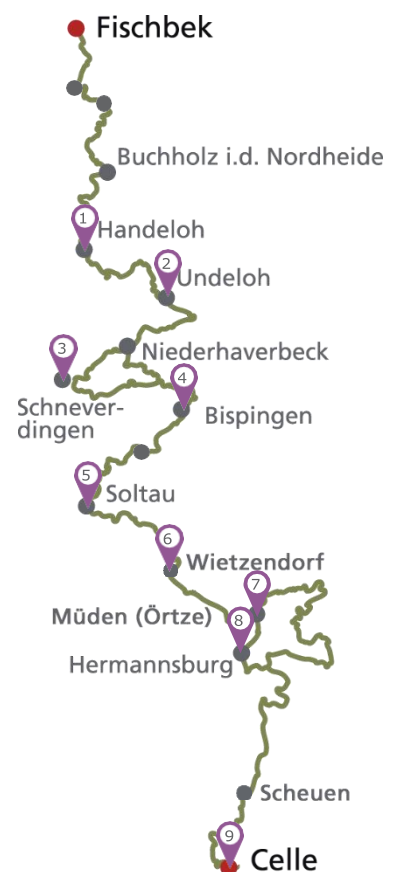 Fischbek
Buchholz i.d. Nordheide
1
Handeloh
2
Undeloh
Niederhaverbeck
3
4
Schnever-
dingen
Bispingen
5
Soltau
6
Wietzendorf
7
Müden (Örtze)
8
Hermannsburg
Scheuen
9
Celle